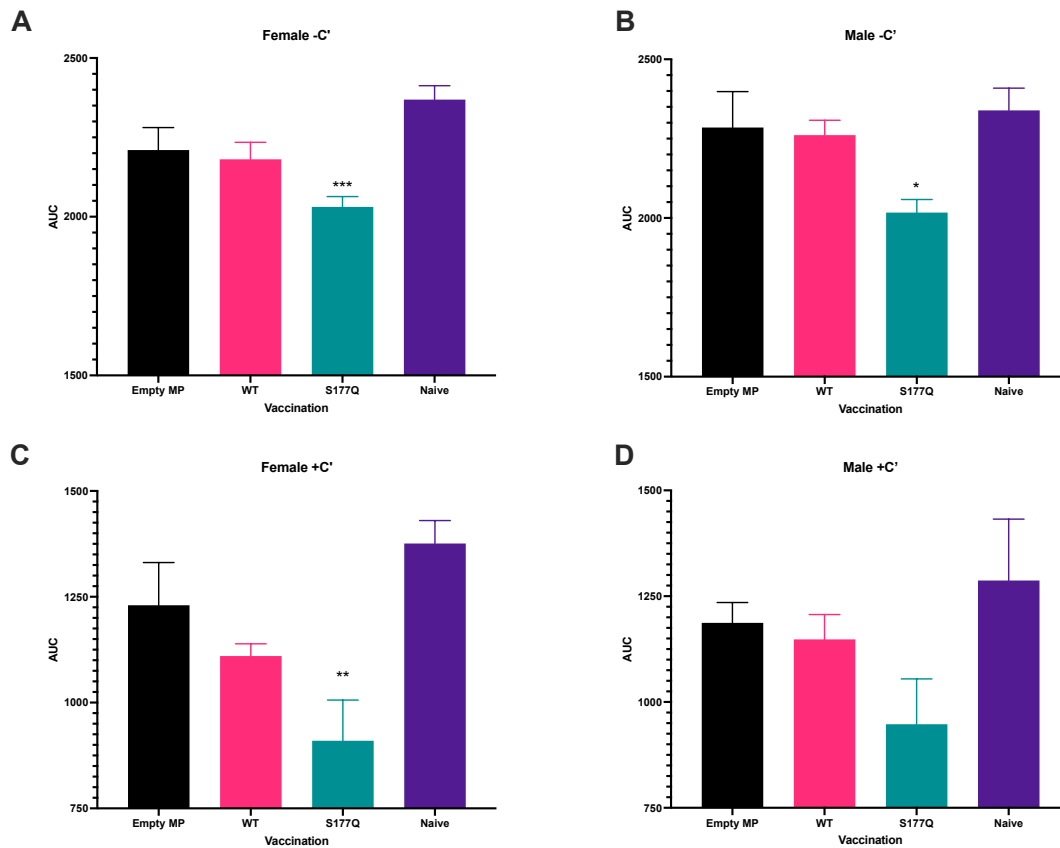 A
Female -C'
2500
2000
1500
AUC
***
Empty MP WT S177Q Naive
Vaccination
B
Male -C’
2500
2000
1500
AUC
*
Empty MP WT S177Q Naive
Vaccination
C
Female +C'
1500
1250
1000
750
AUC
**
Empty MP WT S177Q Naive
Vaccination
D
Male +C’
1500
1250
1000
750
AUC
Empty MP WT S177Q Naive
Vaccination